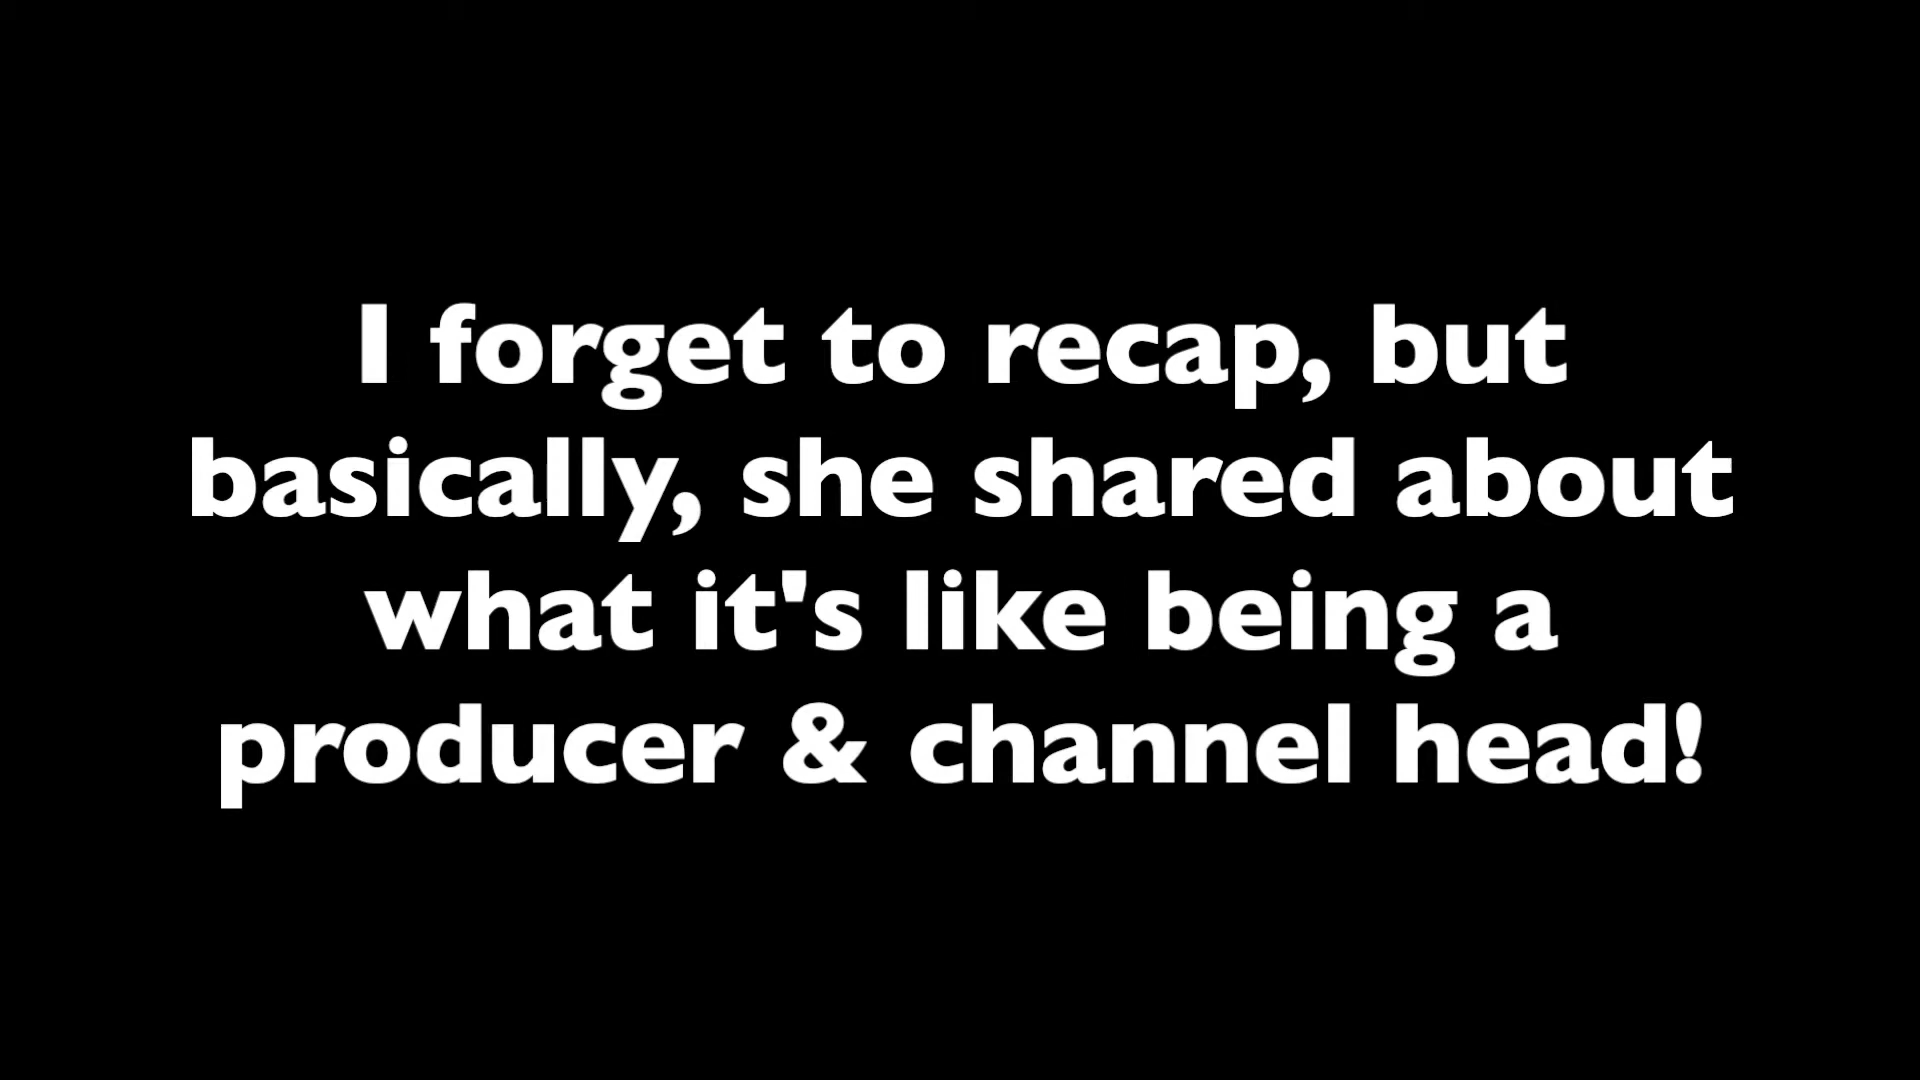 I forget to recap, but
basically, she shared about
what it's like being a
producer & channel head!